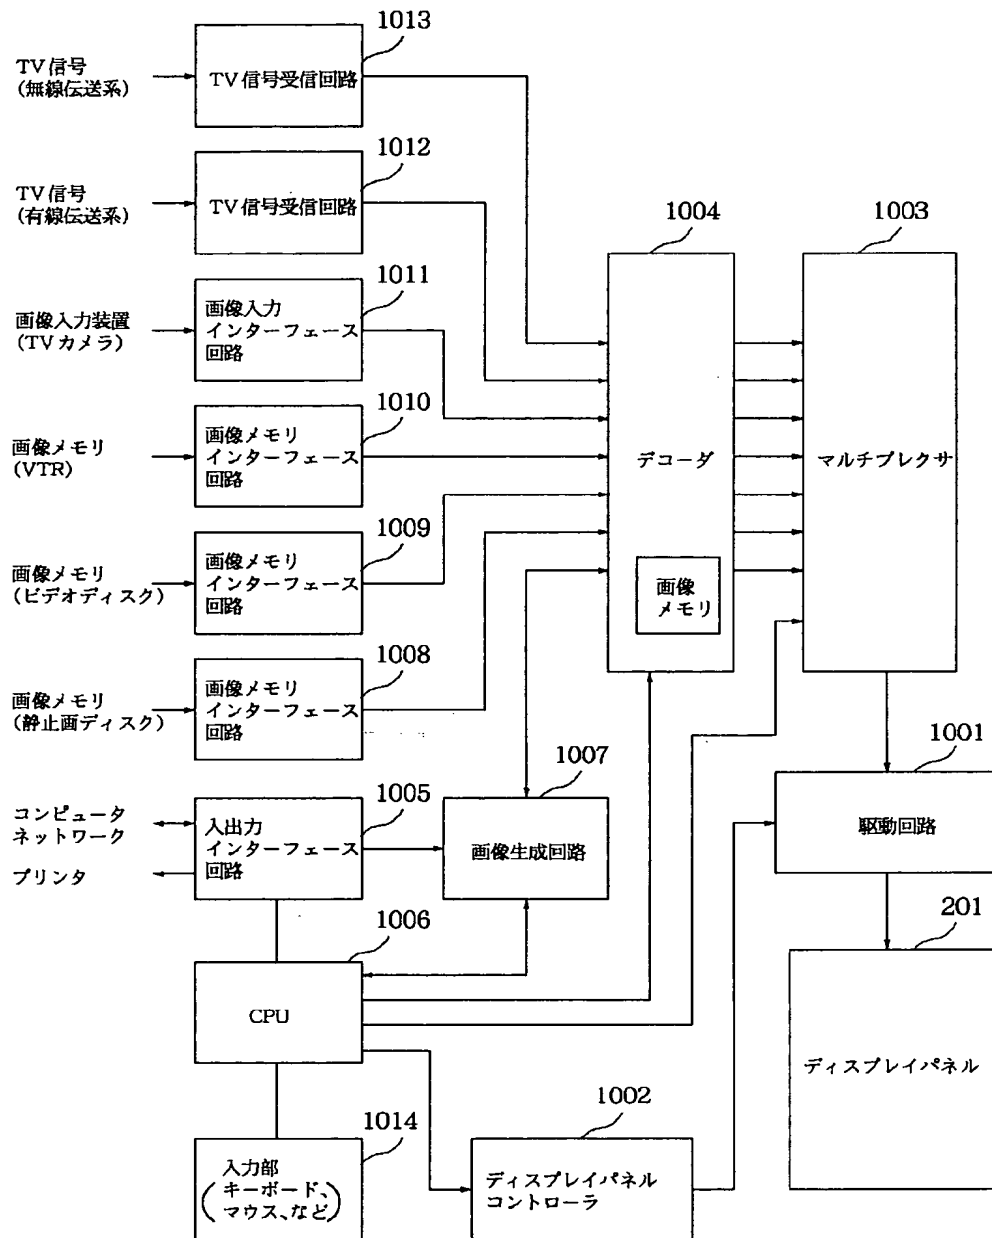 1013
TV信号
(無線伝送系)
TV信号受信回路
1012
TV信号
(有線伝送系)
TV信号受信回路
1004
1003
1011
画像入力装置
(TVカメラ)
画像入力
インターフェース
回路
1010
画像メモリ
(VTR)
画像メモリ
インターフェース
回路
デコーダ
マルチプレクサ
1009
画像メモリ
(ビデオディスク)
画像メモリ
インターフェース
回路
画像
メモリ
1008
画像メモリ
(静止画ディスク)
画像メモリ
インターフェース
回路
1007
1001
1005
コンピュータ
ネットワーク
プリンタ
入出力
インターフェース
回路
画像生成回路
駆動回路
1006
201
CPU
ディスプレイパネル
1014
1002
入力部
(キーボード、
マウス、など)
ディスプレイパネル
コントローラ